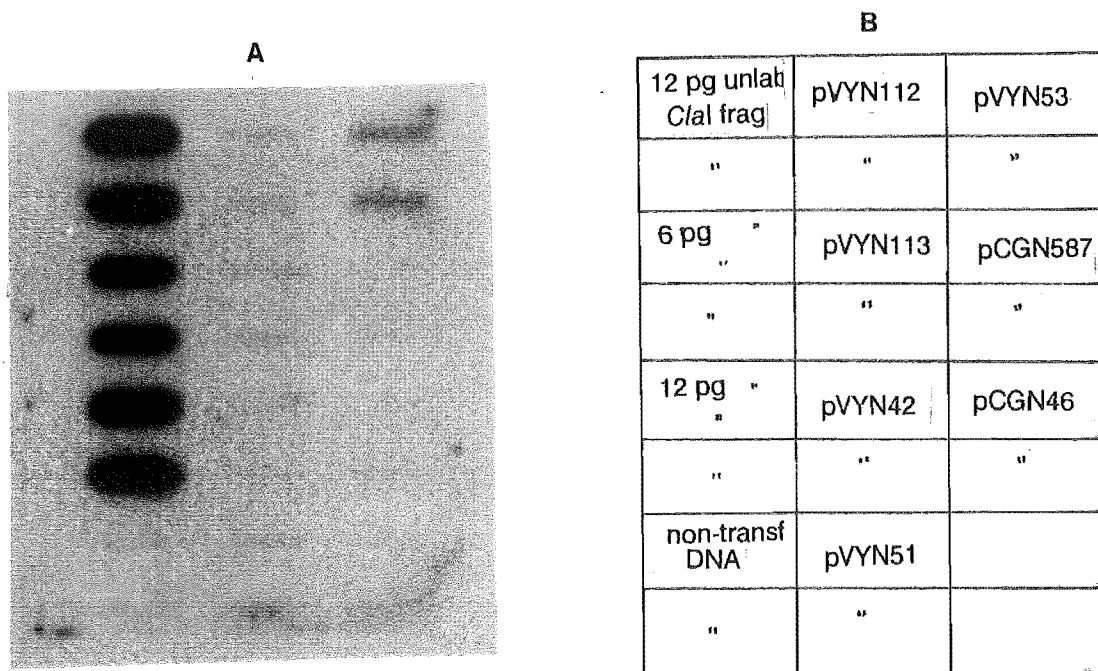 A
B
12 pg unlab pVYN112 pVYN53
ClaI frag
" " "
6 pg " pVYN113 pCGN587
"
" " "
12 pg " pVYN42 pCGN46
"
" " "
non-transf pVYN51
DNA
" "